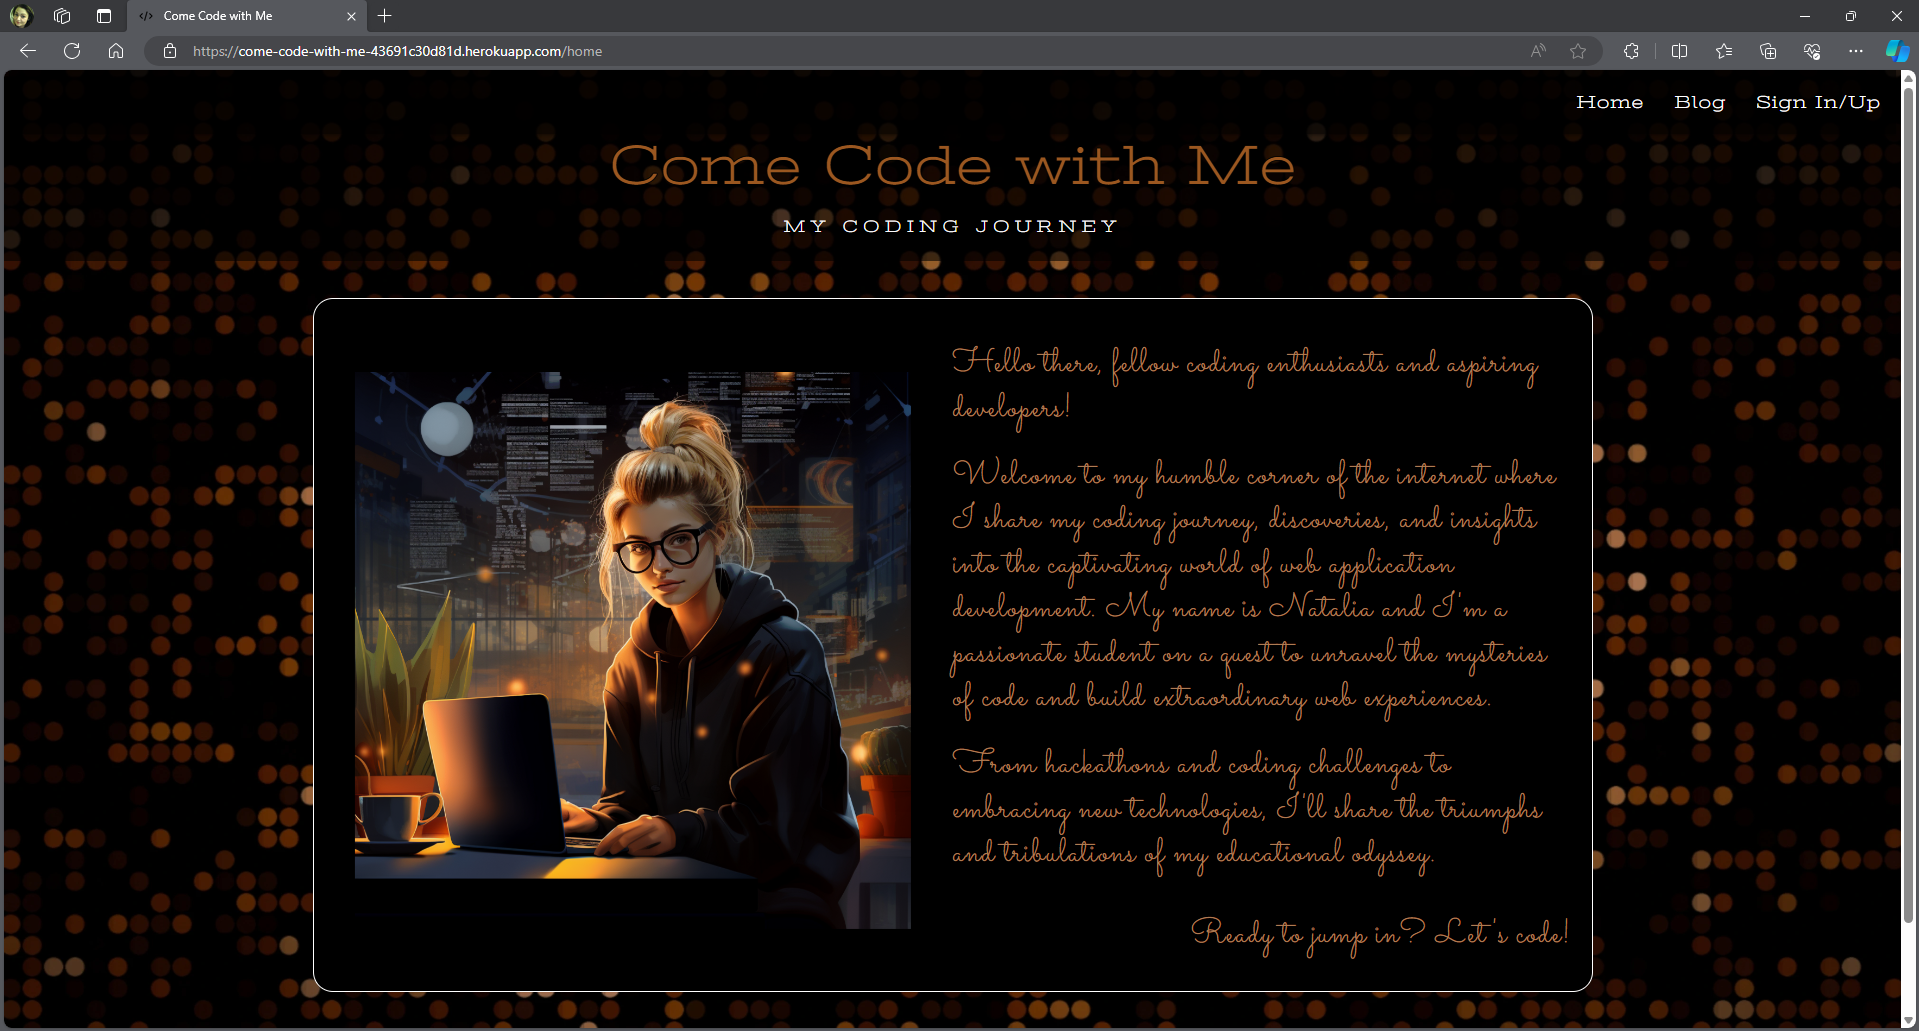 Come Code with Me
https://come-code-with-me-43691c30d81d.herokuapp.com/home
Home Blog Sign In/Up
Come Code with Me
MY CODING JOURNEY
Hello there, fellow coding enthusiasts and aspiring
developers!
Welcome to my humble corner of the internet where
I share my coding journey, discoveries, and insights
into the captivating world of web application
development. My name is Natalia and I'm a
passionate student on a quest to unravel the mysteries
of code and build extraordinary web experiences.
From hackathons and coding challenges to
embracing new technologies, I'll share the triumphs
and tribulations of my educational odyssey.
Ready to jump in? Let's code!